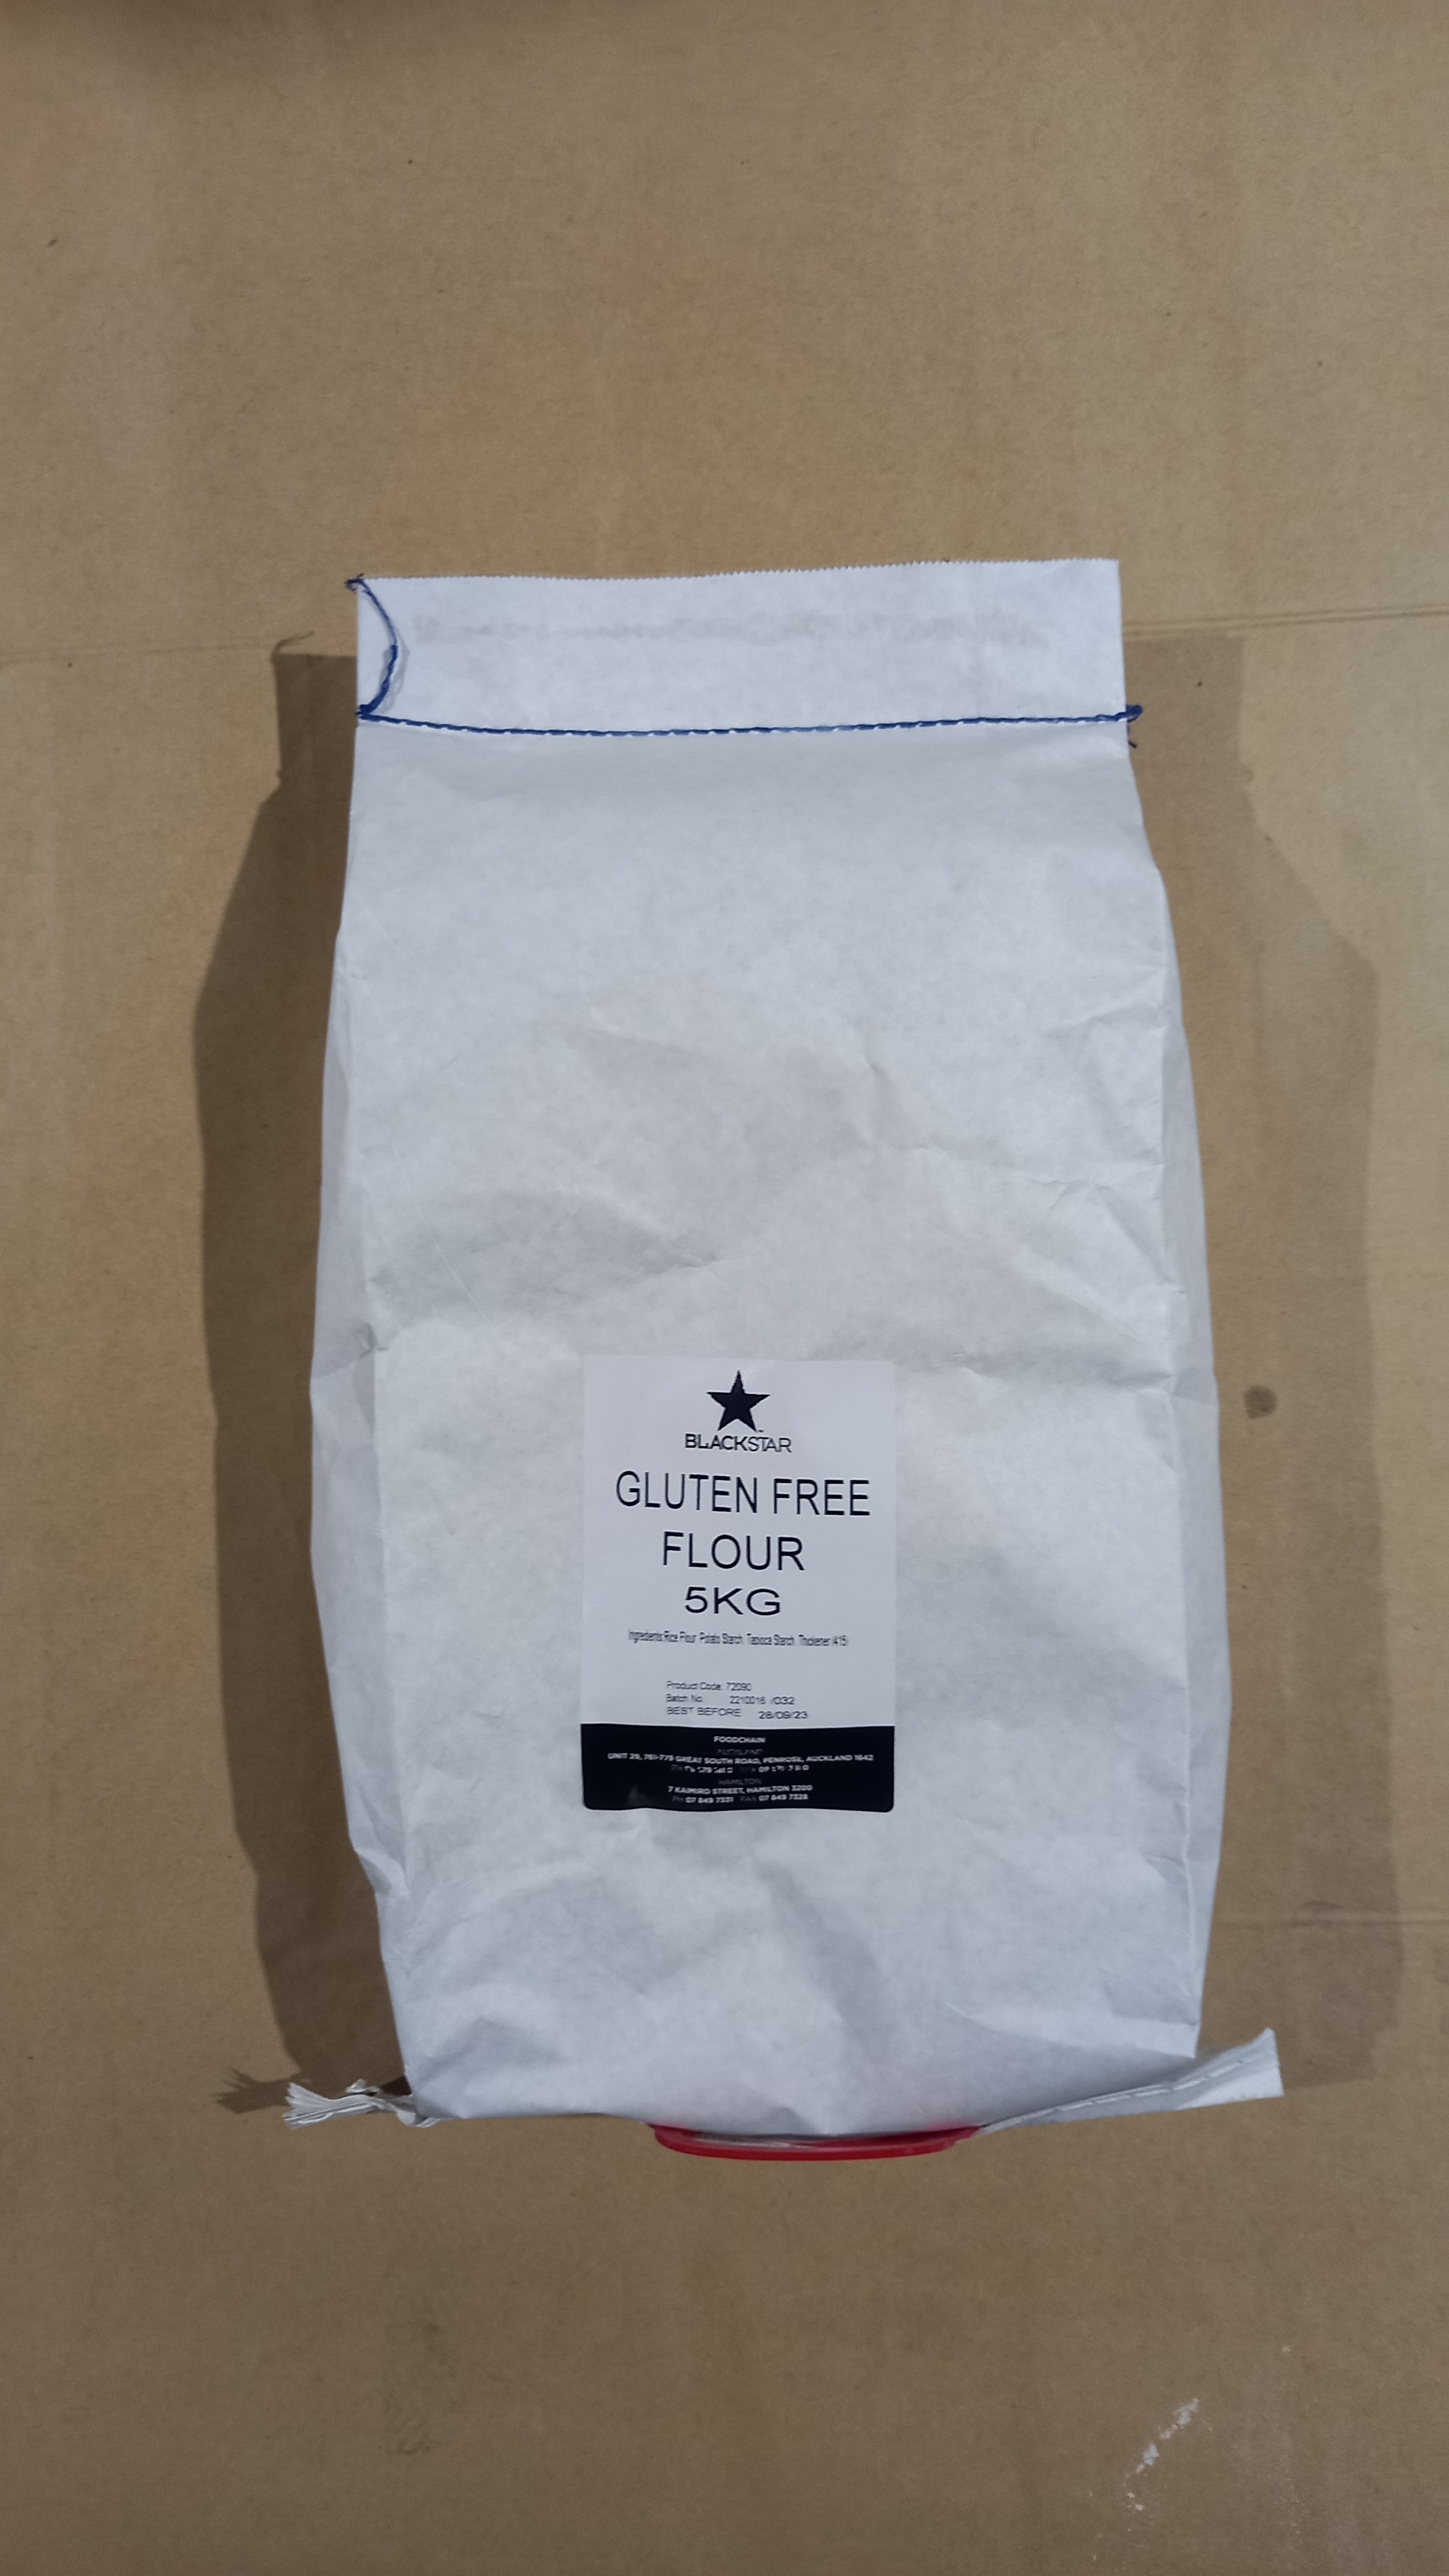 BLACKSTAR
GLUTEN FREE
FLOUR
5KG
Ingredients: Rice Flour, Potato Starch, Tapioca Starch, Thickener (415)
Product Code: 72090
Batch No. 2210016 /032
BEST BEFORE 28/09/23
FOODCHAIN
AUCKLAND
UNIT 29, 761-779 GREAT SOUTH ROAD, PENROSE, AUCKLAND 1642
HAMILTON
7 KAIMIRO STREET, HAMILTON 3200
PH 07 849 7331 FAX 07 849 7328